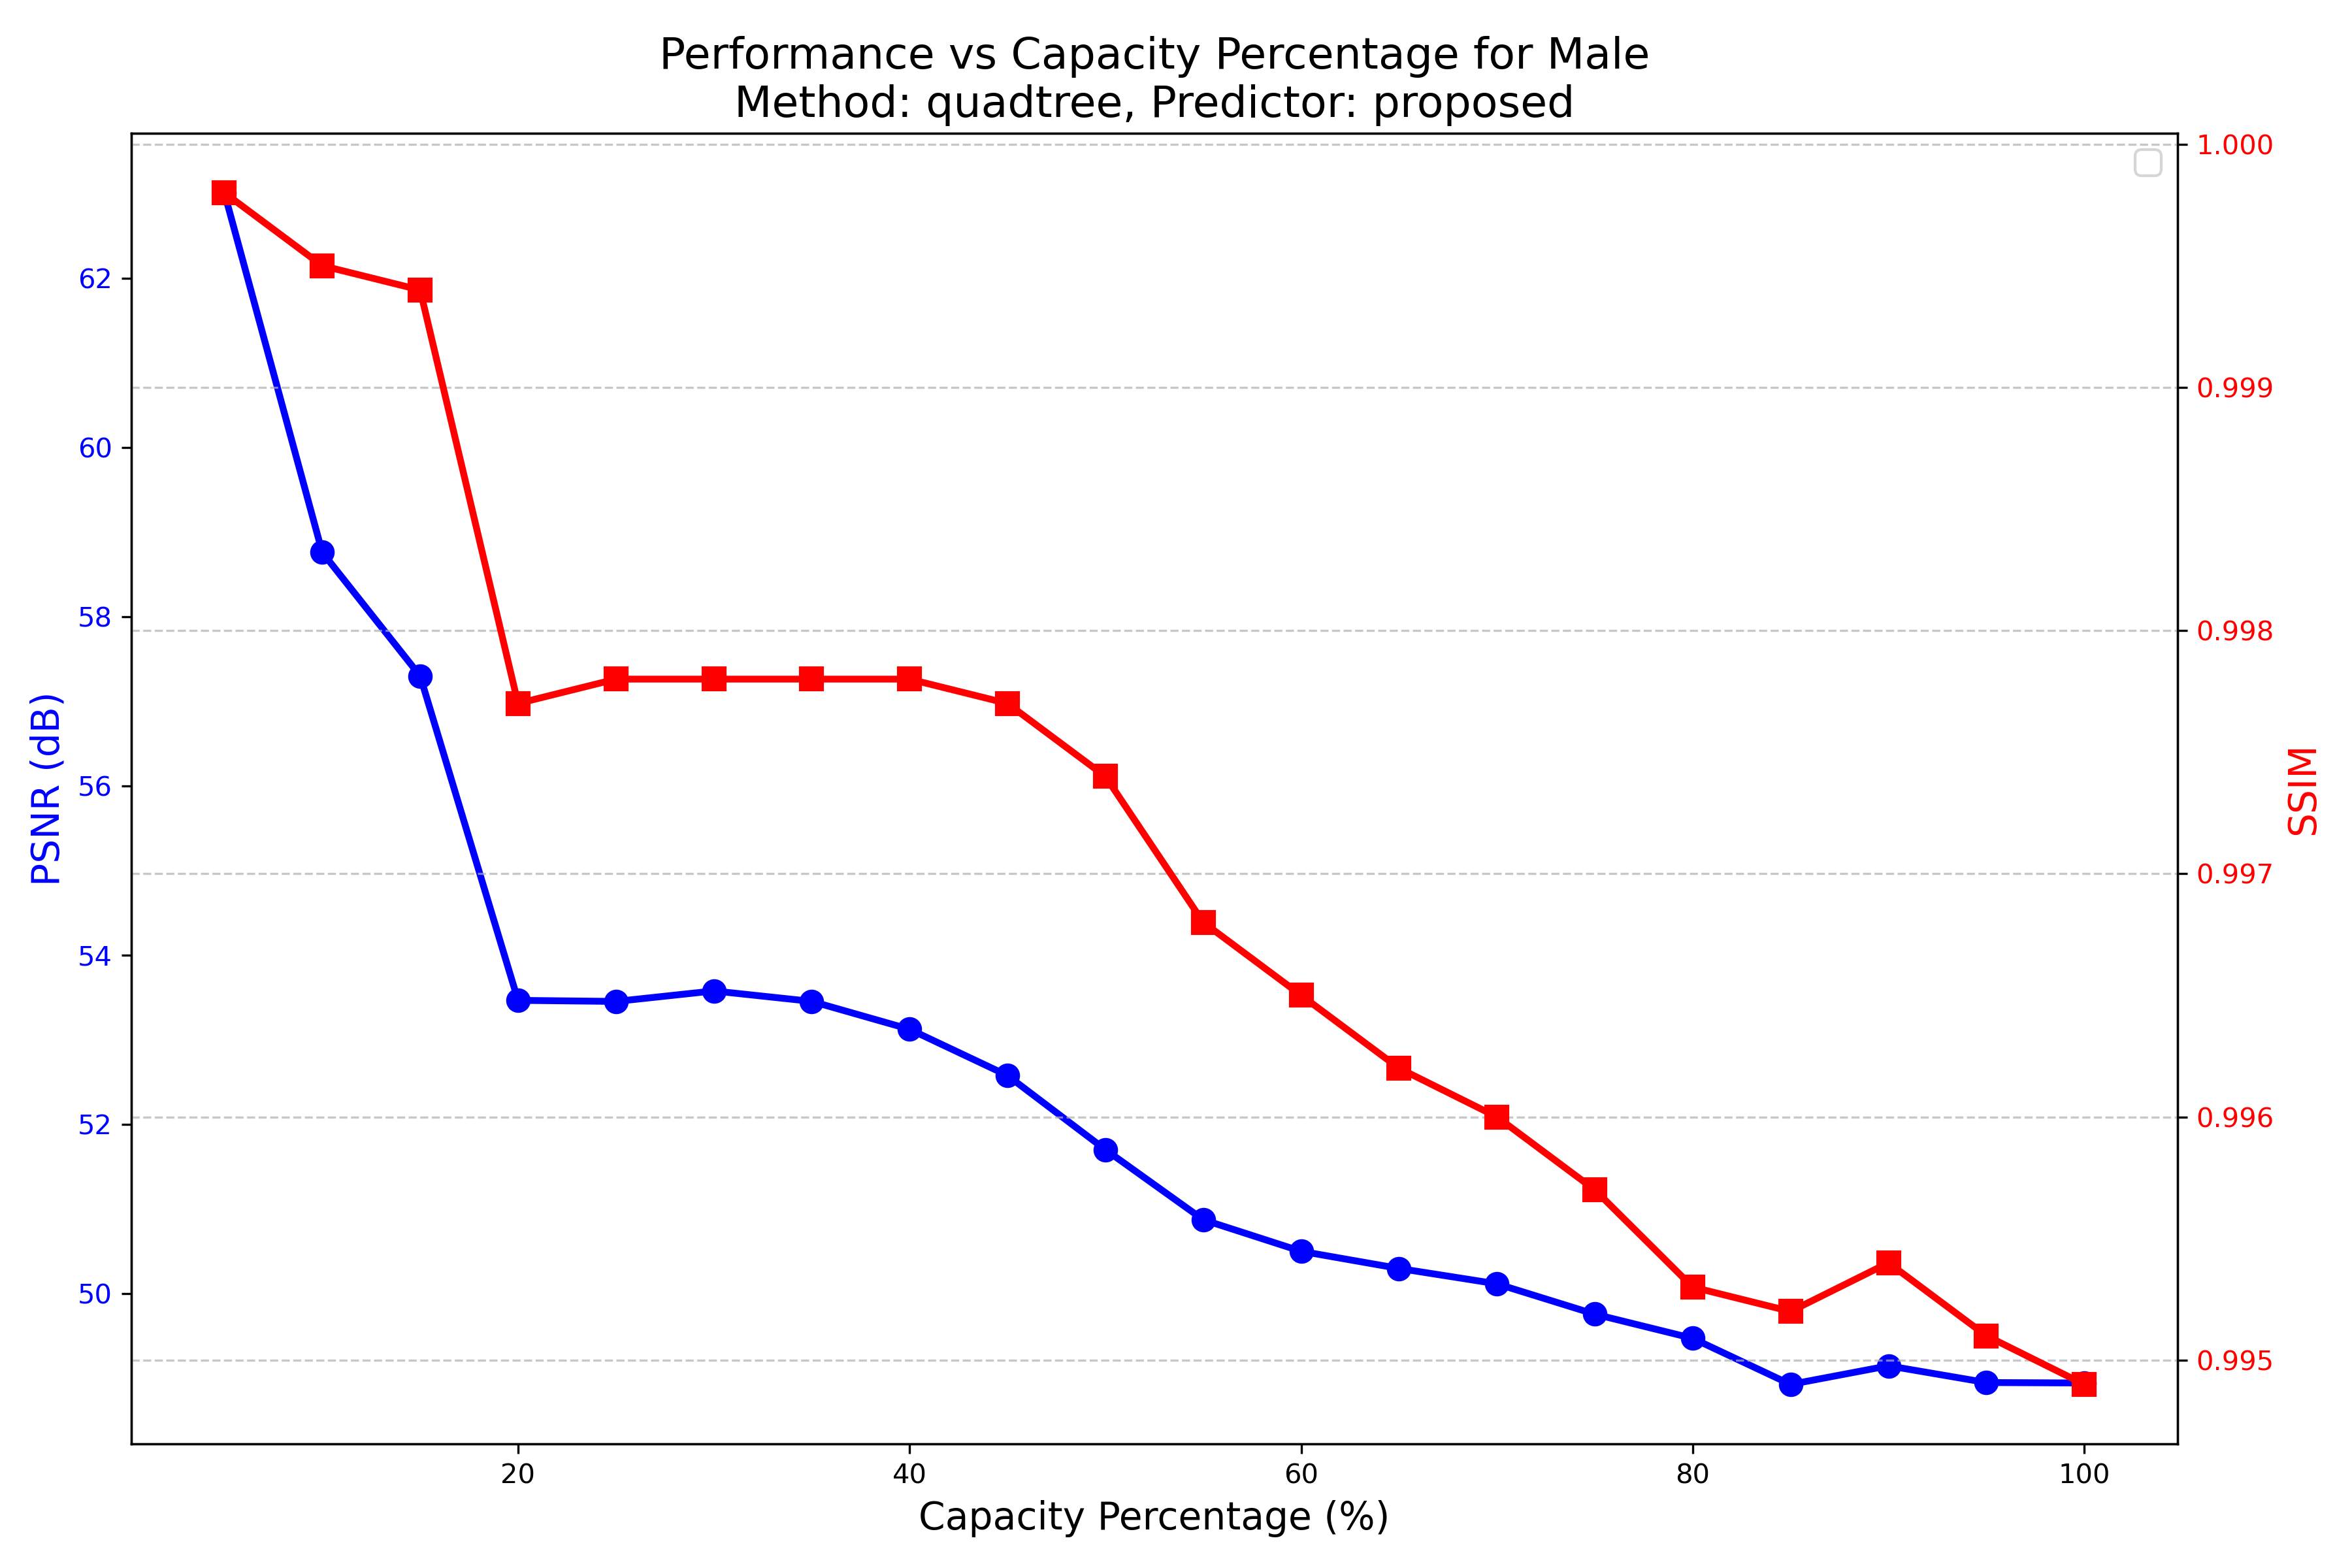 Performance vs Capacity Percentage for Male
Method: quadtree, Predictor: proposed
PSNR (dB)
62
60
58
56
54
52
50
1.000
0.999
0.998
0.997
0.996
0.995
SSIM
20 40 60 80 100
Capacity Percentage (%)